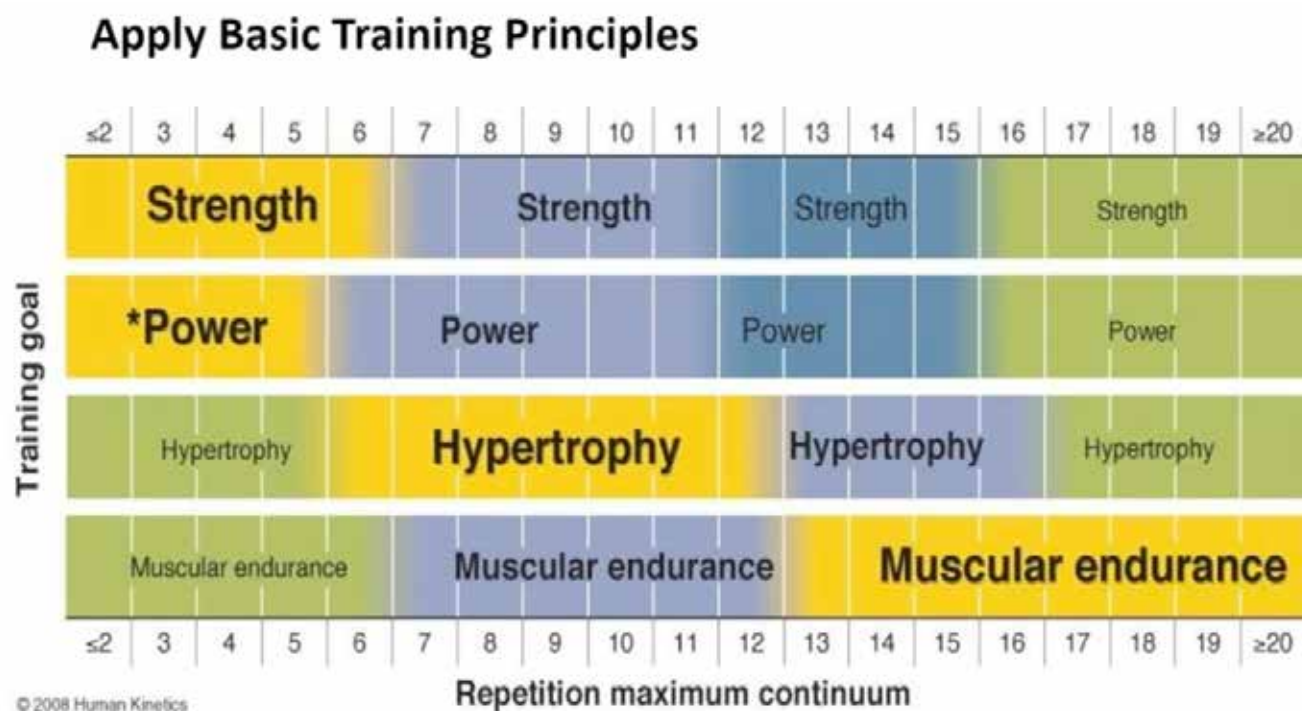 Apply Basic Training Principles
≤2 3 4 5 6 7 8 9 10 11 12 13 14 15 16 17 18 19 ≥20
Training goal
Strength Strength Strength Strength
*Power Power Power Power
Hypertrophy Hypertrophy Hypertrophy Hypertrophy
Muscular endurance Muscular endurance Muscular endurance
≤2 3 4 5 6 7 8 9 10 11 12 13 14 15 16 17 18 19 ≥20
Repetition maximum continuum
© 2008 Human Kinetics